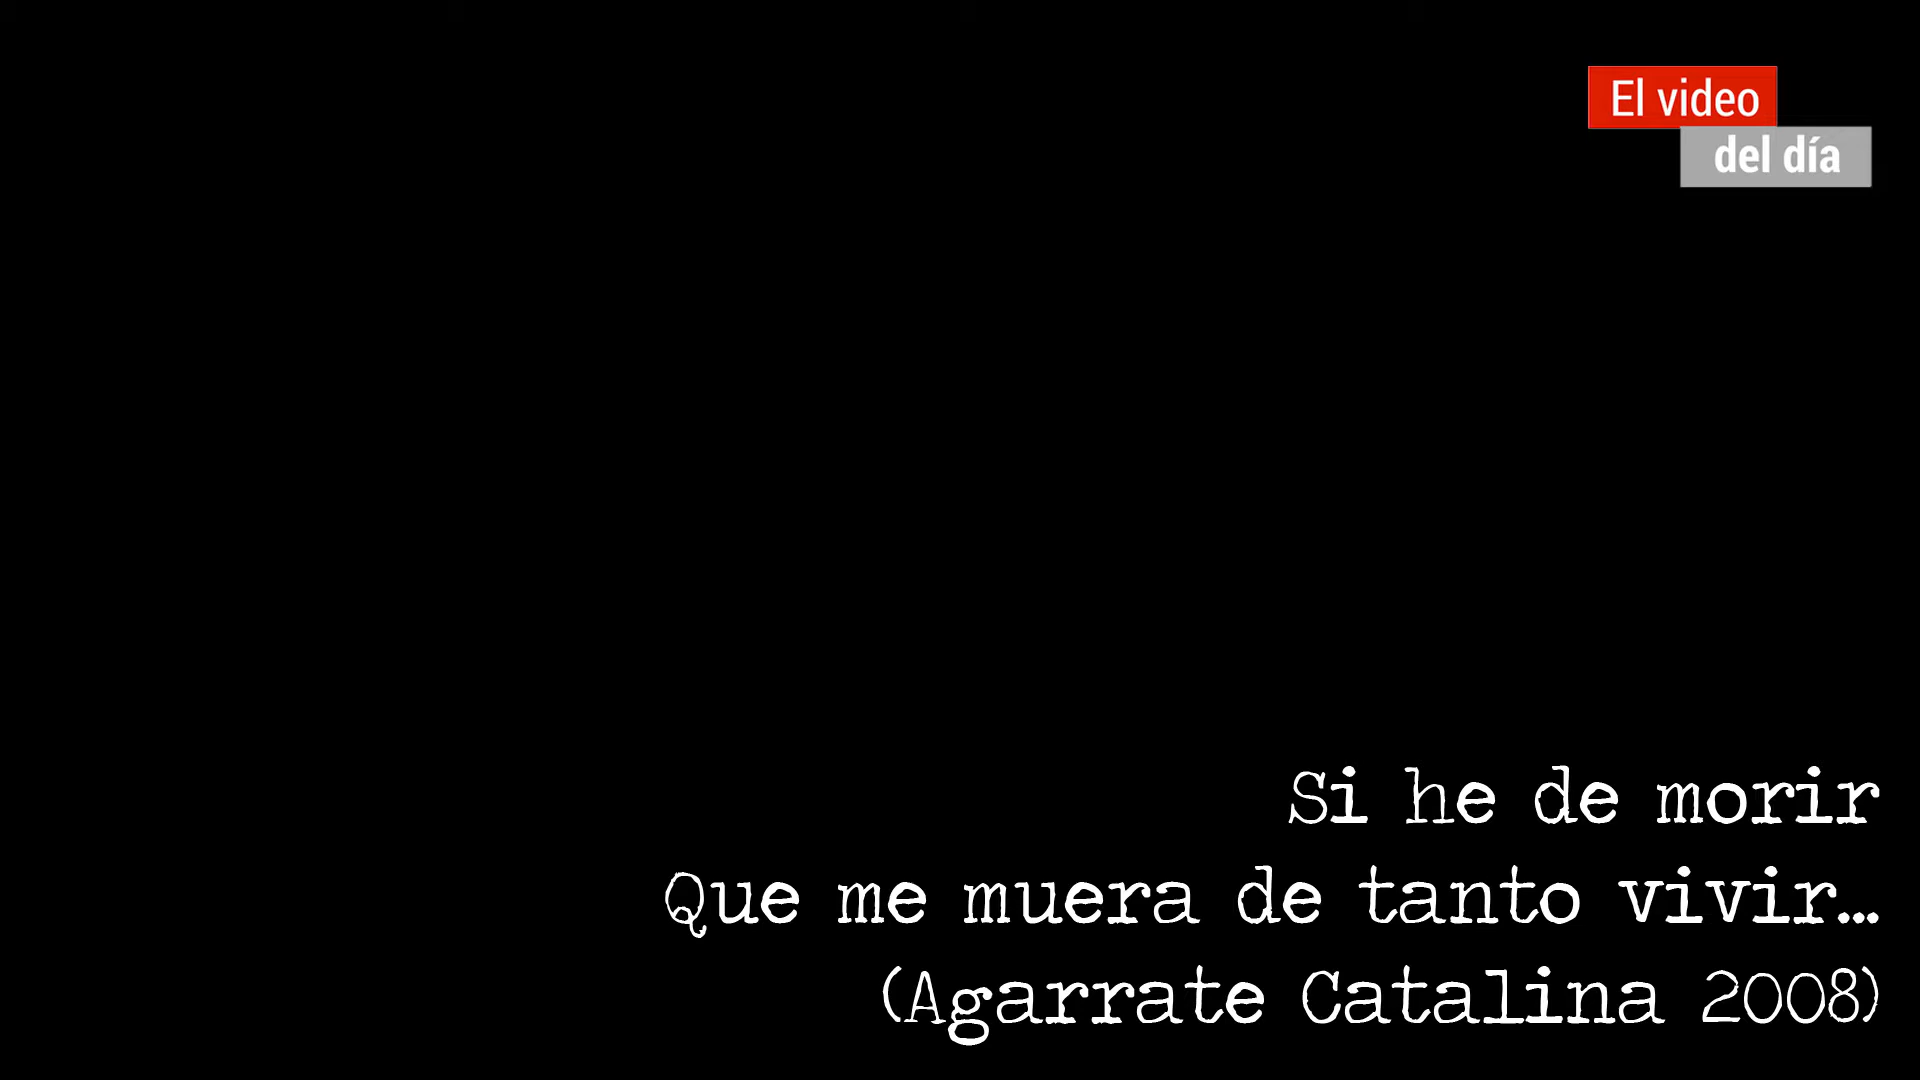 El video
del día
Si he de morir
Que me muera de tanto vivir...
(Agarrate Catalina 2008)